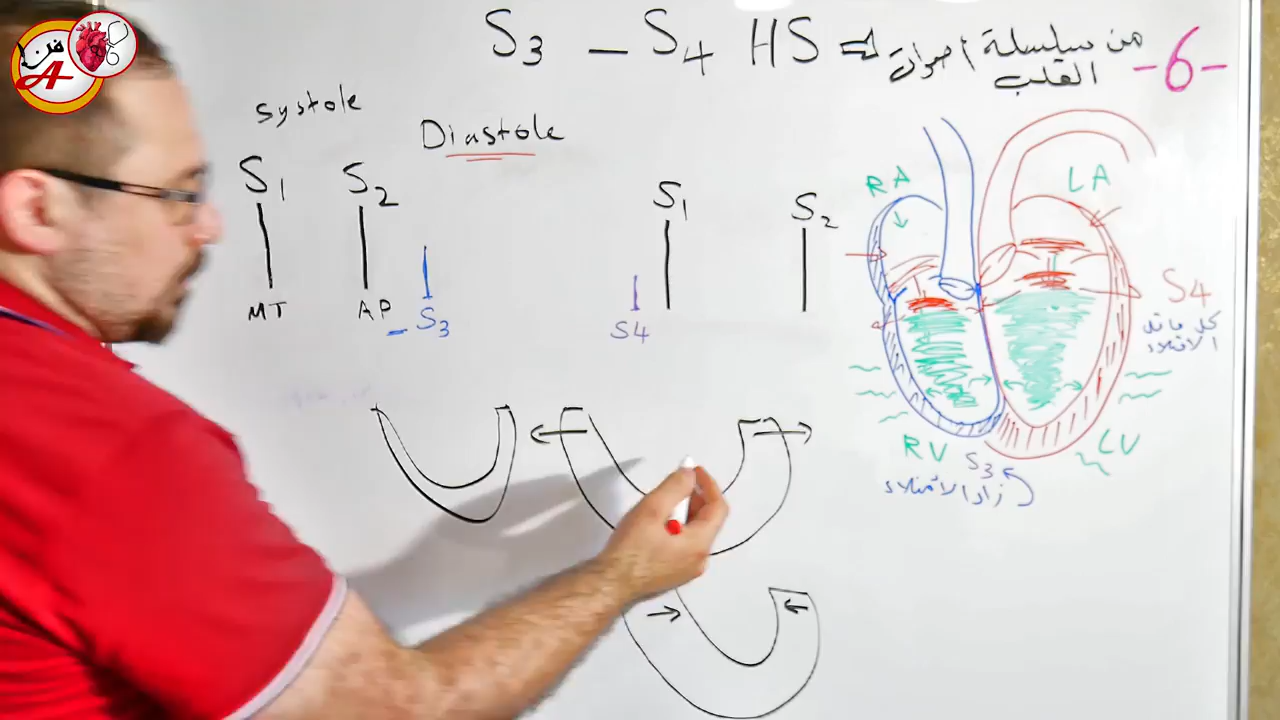 فن
A
S3 - S4 HS ⇐ من سلسلة أصوات القلب -6-
Systole
Diastole
S1 S2 S1 S2
MT AP S3 S4
RA LA
S4
كل ما قل
الامتلاء
RV LV
S3
زاد الامتلاء